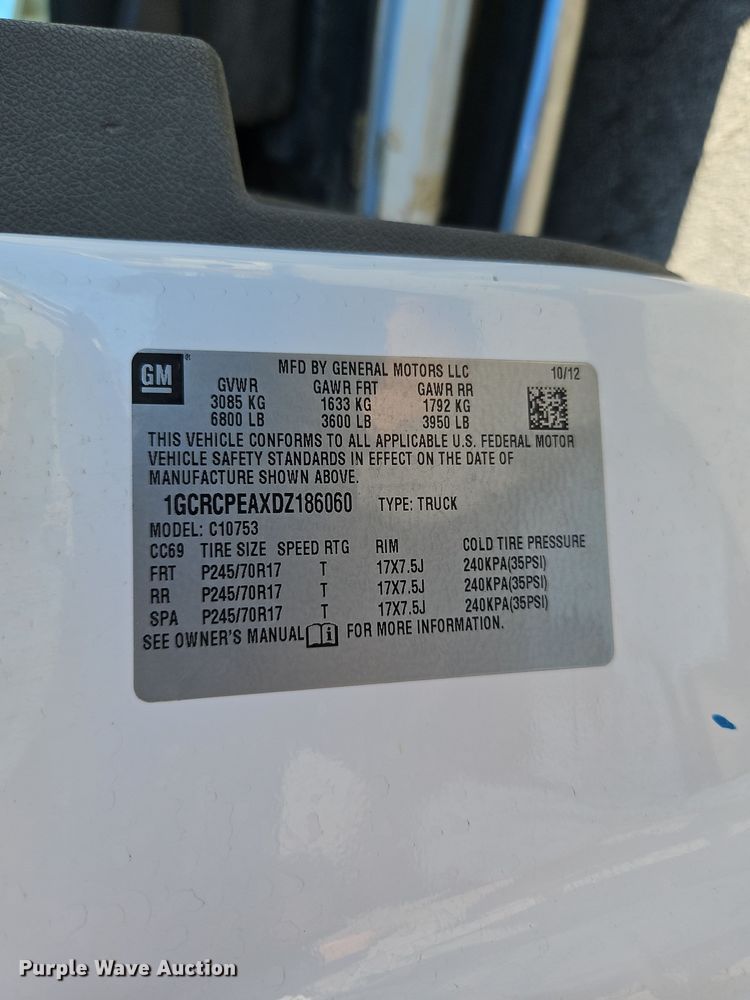 GM
MFD BY GENERAL MOTORS LLC 10/12
GVWR GAWR FRT GAWR RR
3085 KG 1633 KG 1792 KG
6800 LB 3600 LB 3950 LB
THIS VEHICLE CONFORMS TO ALL APPLICABLE U.S. FEDERAL MOTOR
VEHICLE SAFETY STANDARDS IN EFFECT ON THE DATE OF
MANUFACTURE SHOWN ABOVE.
1GCRCPEAXDZ186060 TYPE: TRUCK
MODEL: C10753
CC69 TIRE SIZE SPEED RTG RIM COLD TIRE PRESSURE
FRT P245/70R17 T 17X7.5J 240KPA(35PSI)
RR P245/70R17 T 17X7.5J 240KPA(35PSI)
SPA P245/70R17 T 17X7.5J 240KPA(35PSI)
SEE OWNER'S MANUAL i FOR MORE INFORMATION.
Purple Wave Auction